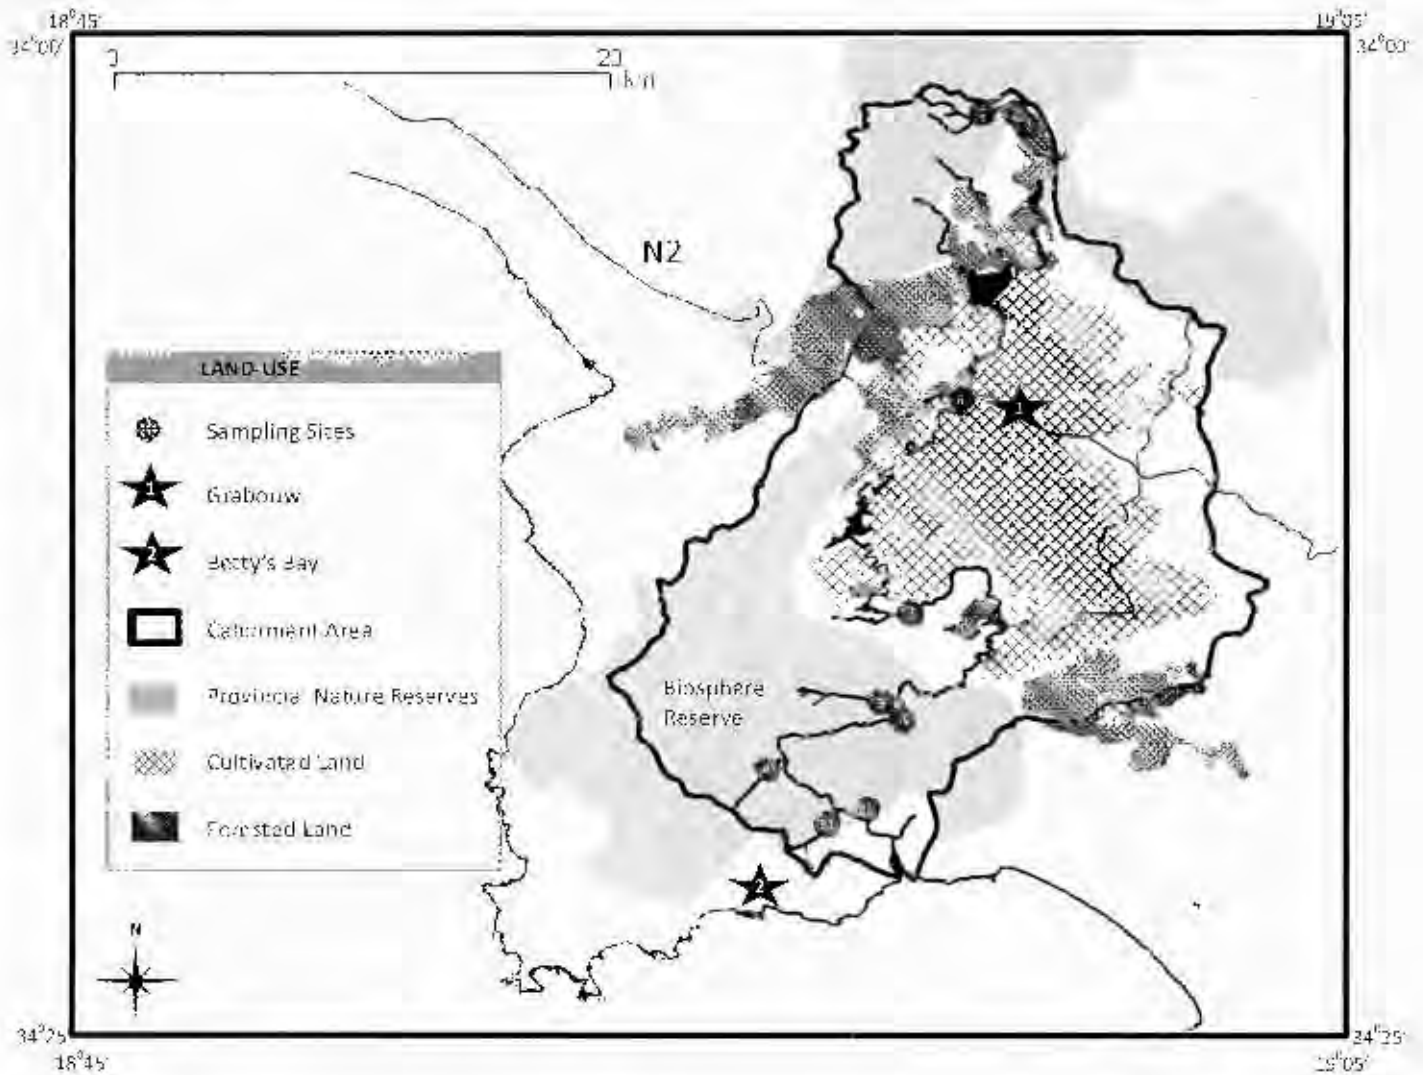 18°45'
19°05'
34°00'
34°00'
0
20
km
N2
LAND-USE
Sampling Sites
1
Grabouw
2
Betty's Bay
Catchment Area
Provincial Nature Reserves
Cultivated Land
Forested Land
1
Biosphere
Reserve
2
N
34°25'
34°25'
18°45'
19°05'